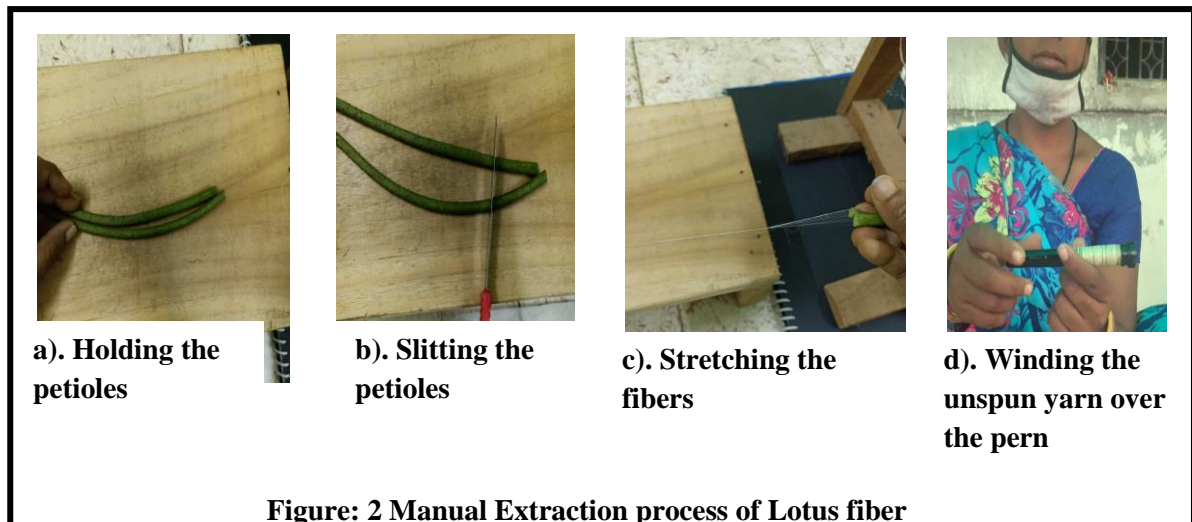 a). Holding the
petioles
b). Slitting the
petioles
c). Stretching the
fibers
d). Winding the
unspun yarn over
the pern
Figure: 2 Manual Extraction process of Lotus fiber